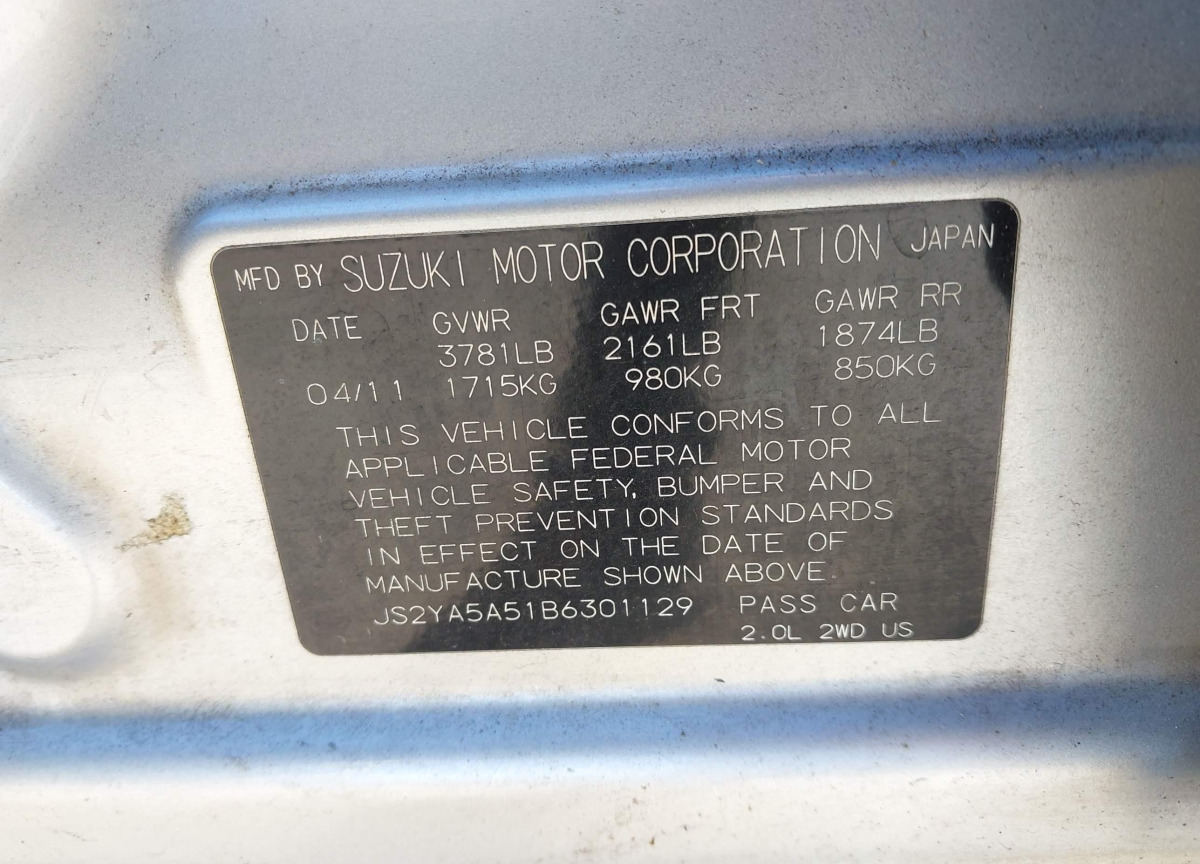 MFD BY SUZUKI MOTOR CORPORATION JAPAN
DATE GVWR GAWR FRT GAWR RR
3781LB 2161LB 1874LB
04/11 1715KG 980KG 850KG
THIS VEHICLE CONFORMS TO ALL
APPLICABLE FEDERAL MOTOR
VEHICLE SAFETY, BUMPER AND
THEFT PREVENTION STANDARDS
IN EFFECT ON THE DATE OF
MANUFACTURE SHOWN ABOVE.
JS2YA5A51B6301129 PASS CAR
2.0L 2WD US